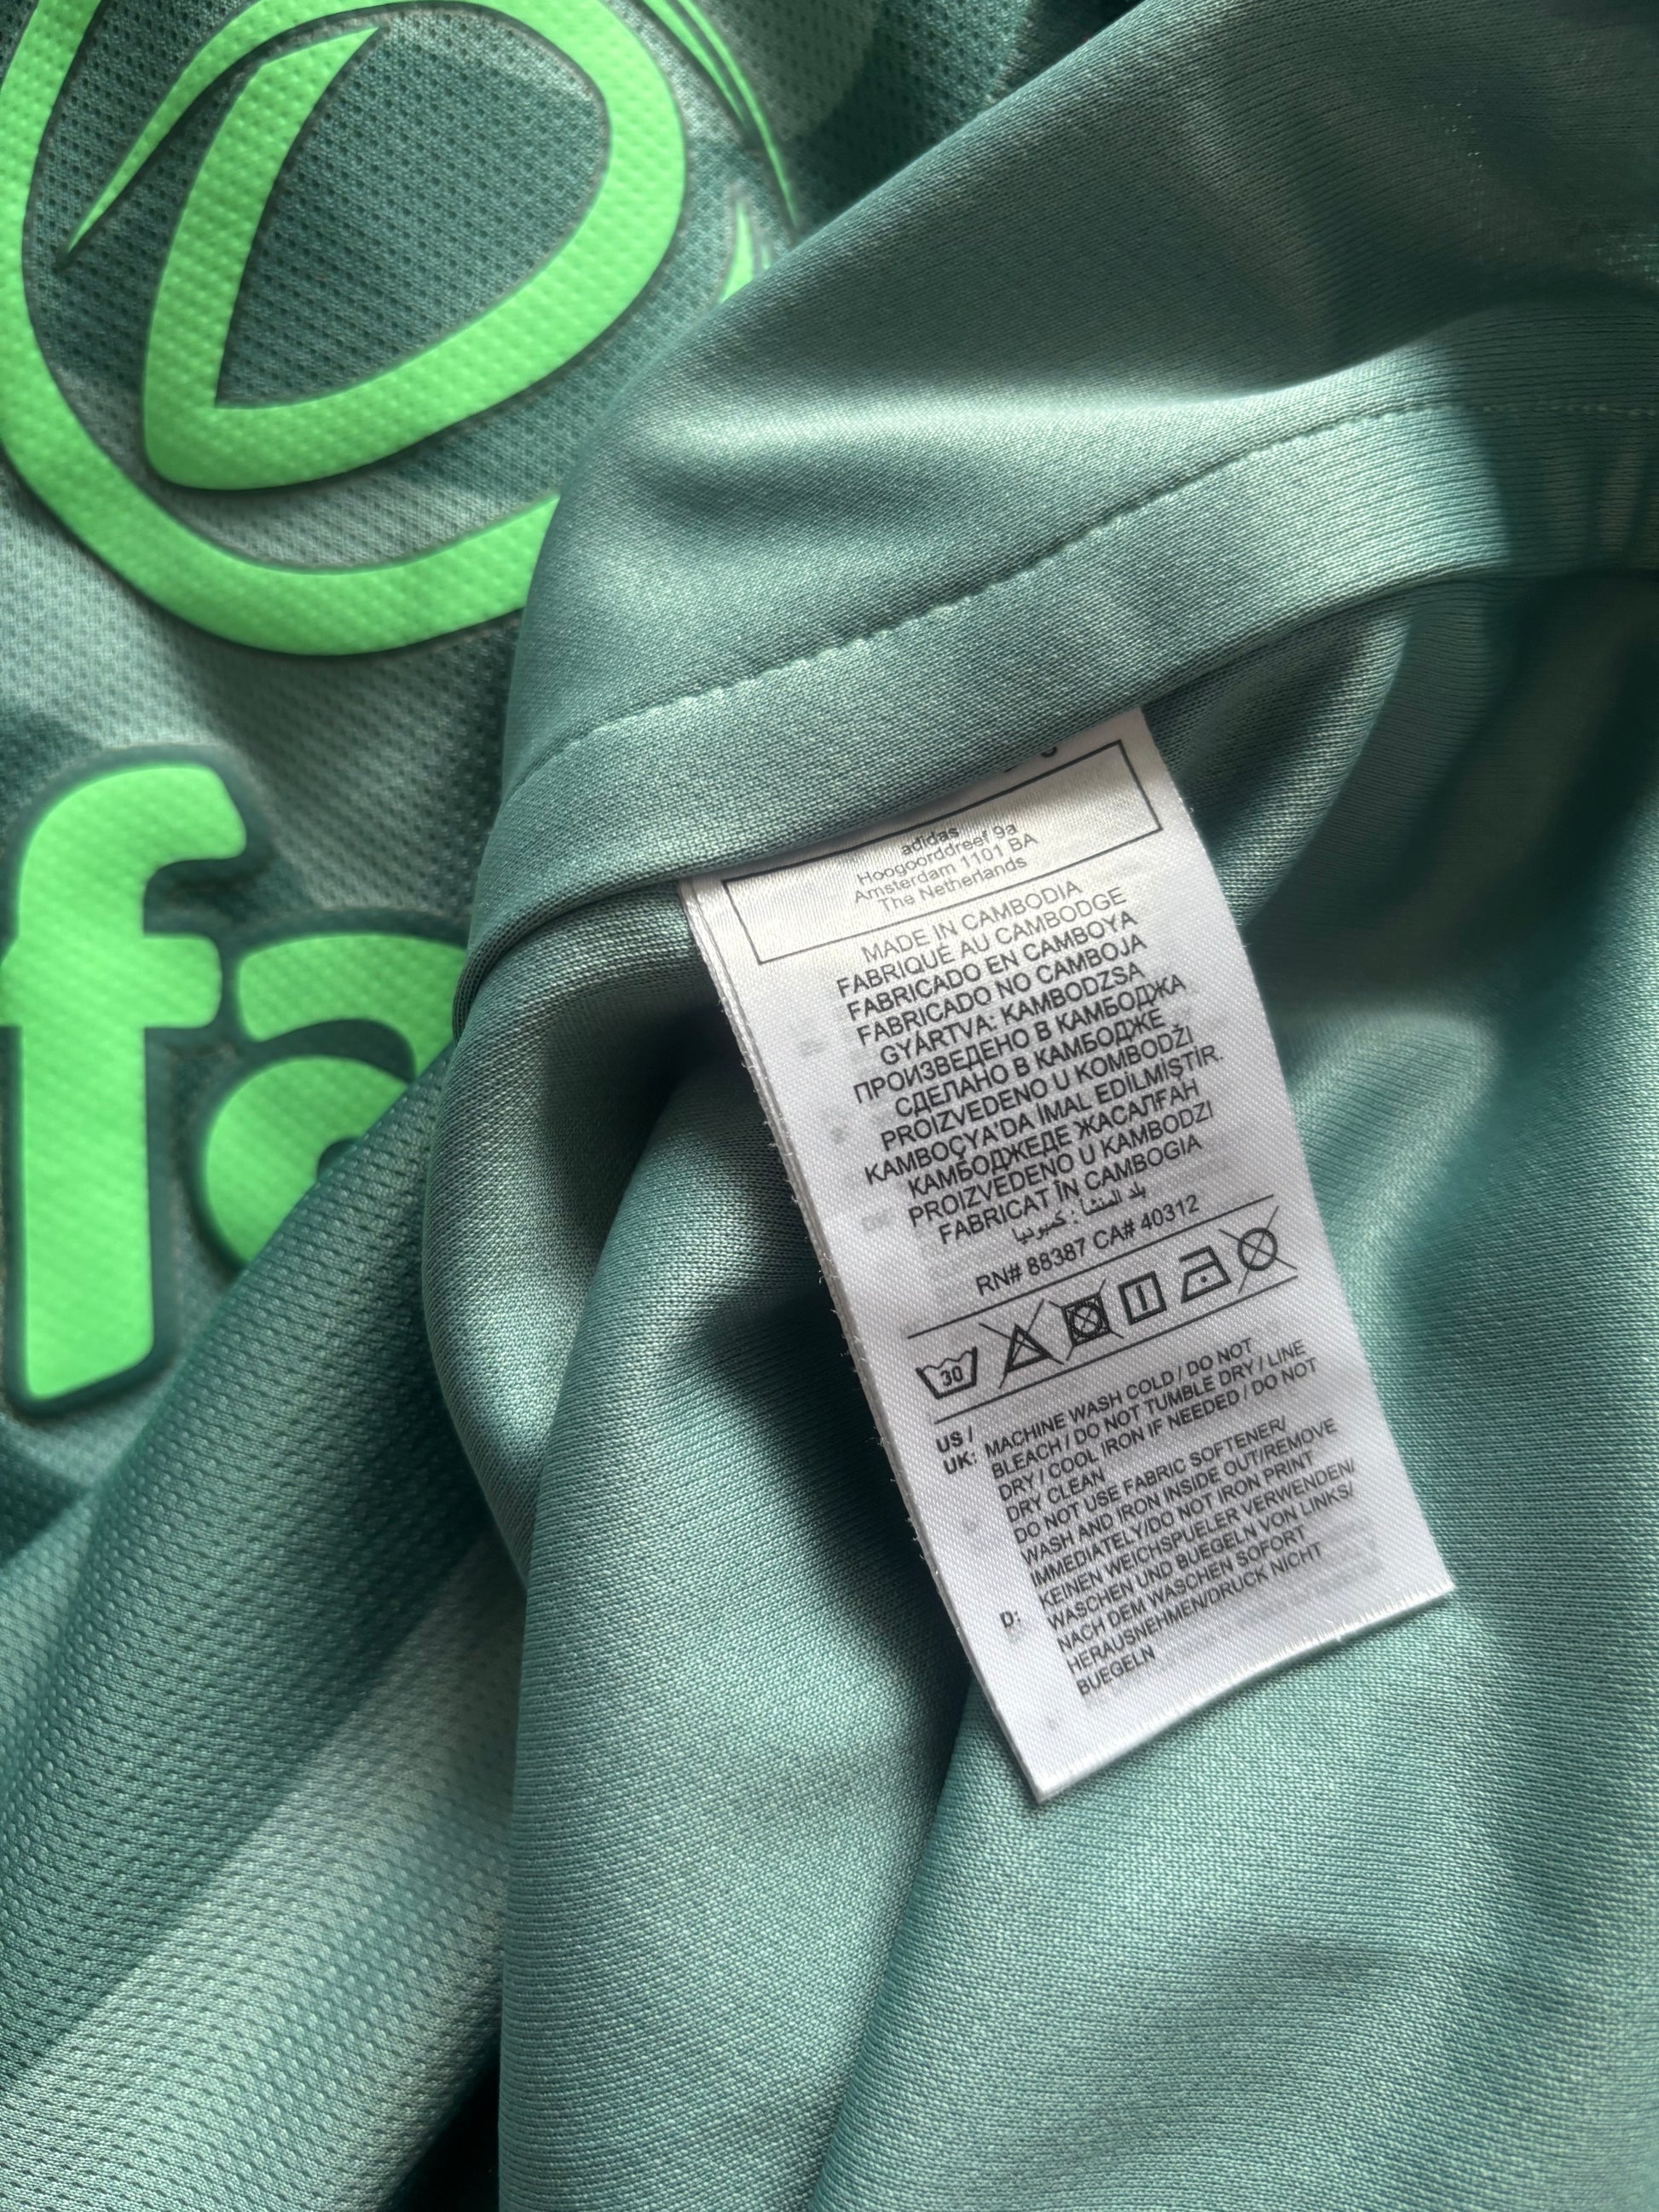 fa
adidas
Hoogoorddreef 9a
Amsterdam 1101 BA
The Netherlands
MADE IN CAMBODIA
FABRIQUÉ AU CAMBODGE
FABRICADO EN CAMBOYA
FABRICADO NO CAMBOJA
GYÁRTVA: KAMBODZSA
ПРОИЗВЕДЕНО В КАМБОДЖА
СДЕЛАНО В КАМБОДЖЕ
PROIZVEDENO U KOMBODŽI
KAMBOÇYA'DA İMAL EDİLMİŞTİR.
КАМБОДЖЕДЕ ЖАСАЛҒАН
PROIZVEDENO U KAMBODZI
FABRICAT ÎN CAMBOGIA
بلد المنشأ: كمبوديا
RN# 88387 CA# 40312
30
US / UK: MACHINE WASH COLD / DO NOT
BLEACH / DO NOT TUMBLE DRY / LINE
DRY / COOL IRON IF NEEDED / DO NOT
DRY CLEAN
DO NOT USE FABRIC SOFTENER/
WASH AND IRON INSIDE OUT/REMOVE
IMMEDIATELY/DO NOT IRON PRINT
D: KEINEN WEICHSPUELER VERWENDEN/
WASCHEN UND BUEGELN VON LINKS/
NACH DEM WASCHEN SOFORT
HERAUSNEHMEN/DRUCK NICHT
BUEGELN